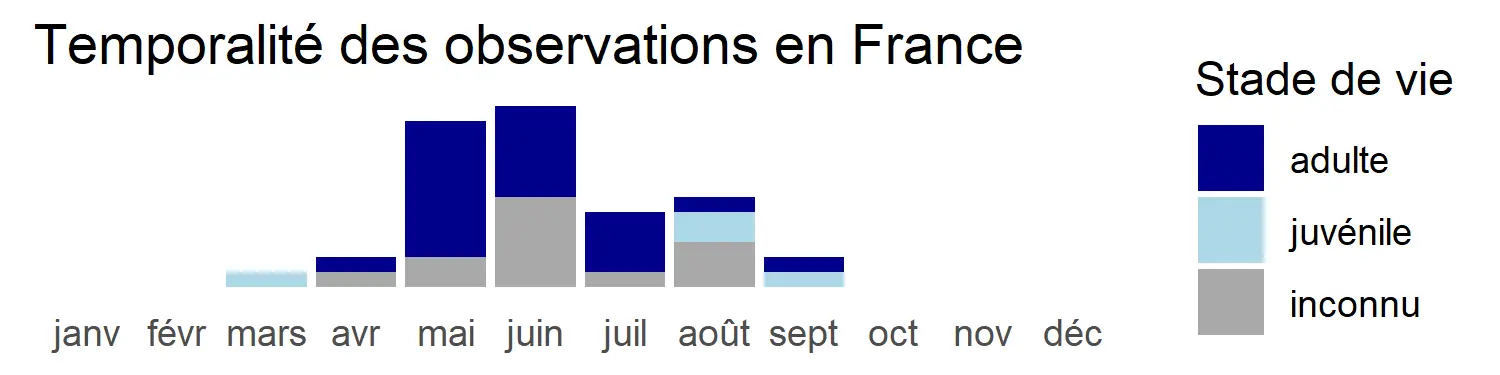 Temporalité des observations en France
Stade de vie
adulte
juvénile
inconnu
janv févr mars avr mai juin juil août sept oct nov déc